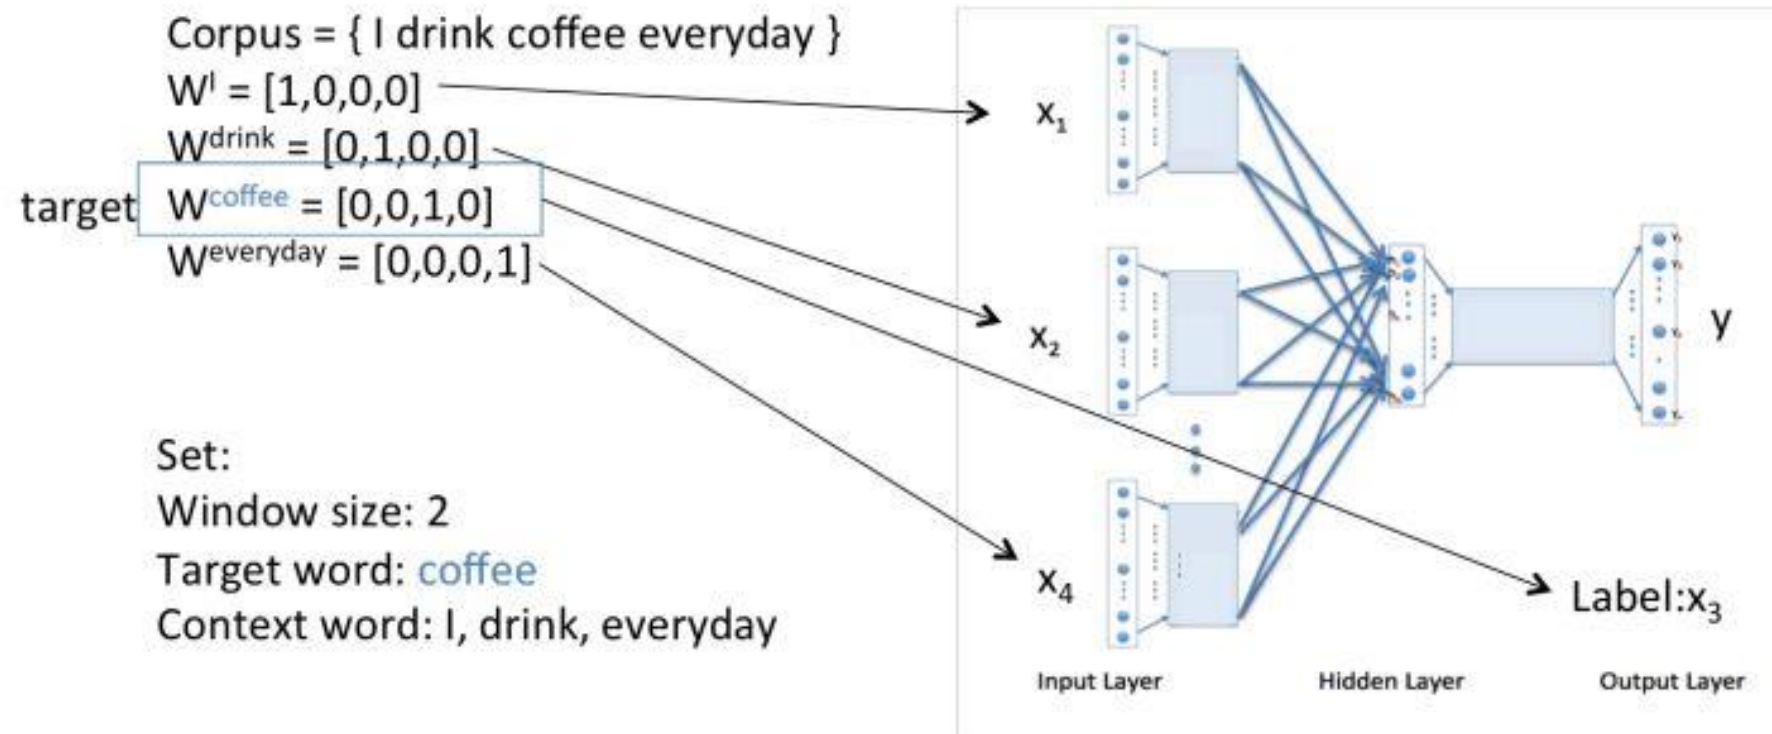 Corpus = { I drink coffee everyday }
Wᴵ = [1,0,0,0]
W^drink = [0,1,0,0]
target W^coffee = [0,0,1,0]
W^everyday = [0,0,0,1]
Set:
Window size: 2
Target word: coffee
Context word: I, drink, everyday
x₁
x₂
x₄
y
Label:x₃
Input Layer
Hidden Layer
Output Layer